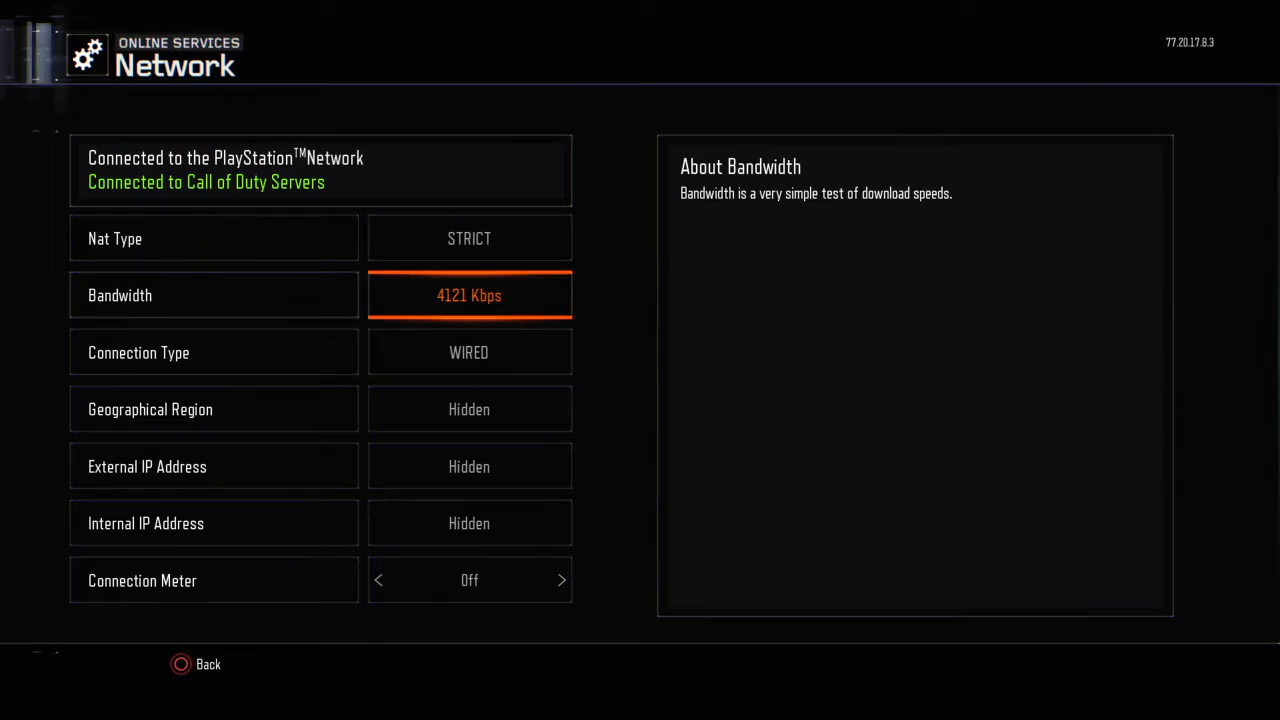 ONLINE SERVICES
Network
77.20.17.8.3
Connected to the PlayStation™Network
Connected to Call of Duty Servers
Nat Type STRICT
Bandwidth 4121 Kbps
Connection Type WIRED
Geographical Region Hidden
External IP Address Hidden
Internal IP Address Hidden
Connection Meter < Off >
About Bandwidth
Bandwidth is a very simple test of download speeds.
Back